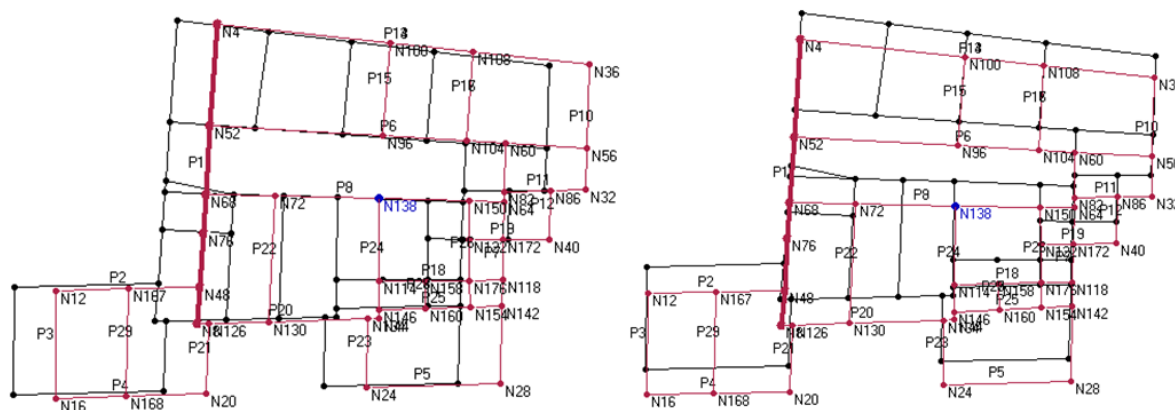 N4
P15
N100
N108
N36
P15
P16
P10
N52
P6
N96
N104
N60
N56
P1
P11
N68
N72
P8
N138
N82
N64
P12
N86
N32
N150
N76
P22
P24
P19
N172
N40
P2
N12
N167
N48
P18
N114
N158
N176
N118
P3
P29
P20
N126
N130
N146
P25
N160
N154
N142
P21
P23
P4
N16
N168
N20
P5
N24
N28
N4
N100
N108
P15
P16
P10
N52
P6
N96
N104
N60
P1
P11
N68
N72
P8
N138
N82
N64
P12
N86
N150
N76
P22
P24
P19
N172
N40
P2
N12
N167
N48
P18
N114
N158
N118
P3
P29
P20
N126
N130
N146
P25
N160
N154
N142
P21
P23
P4
N16
N168
N20
P5
N24
N28